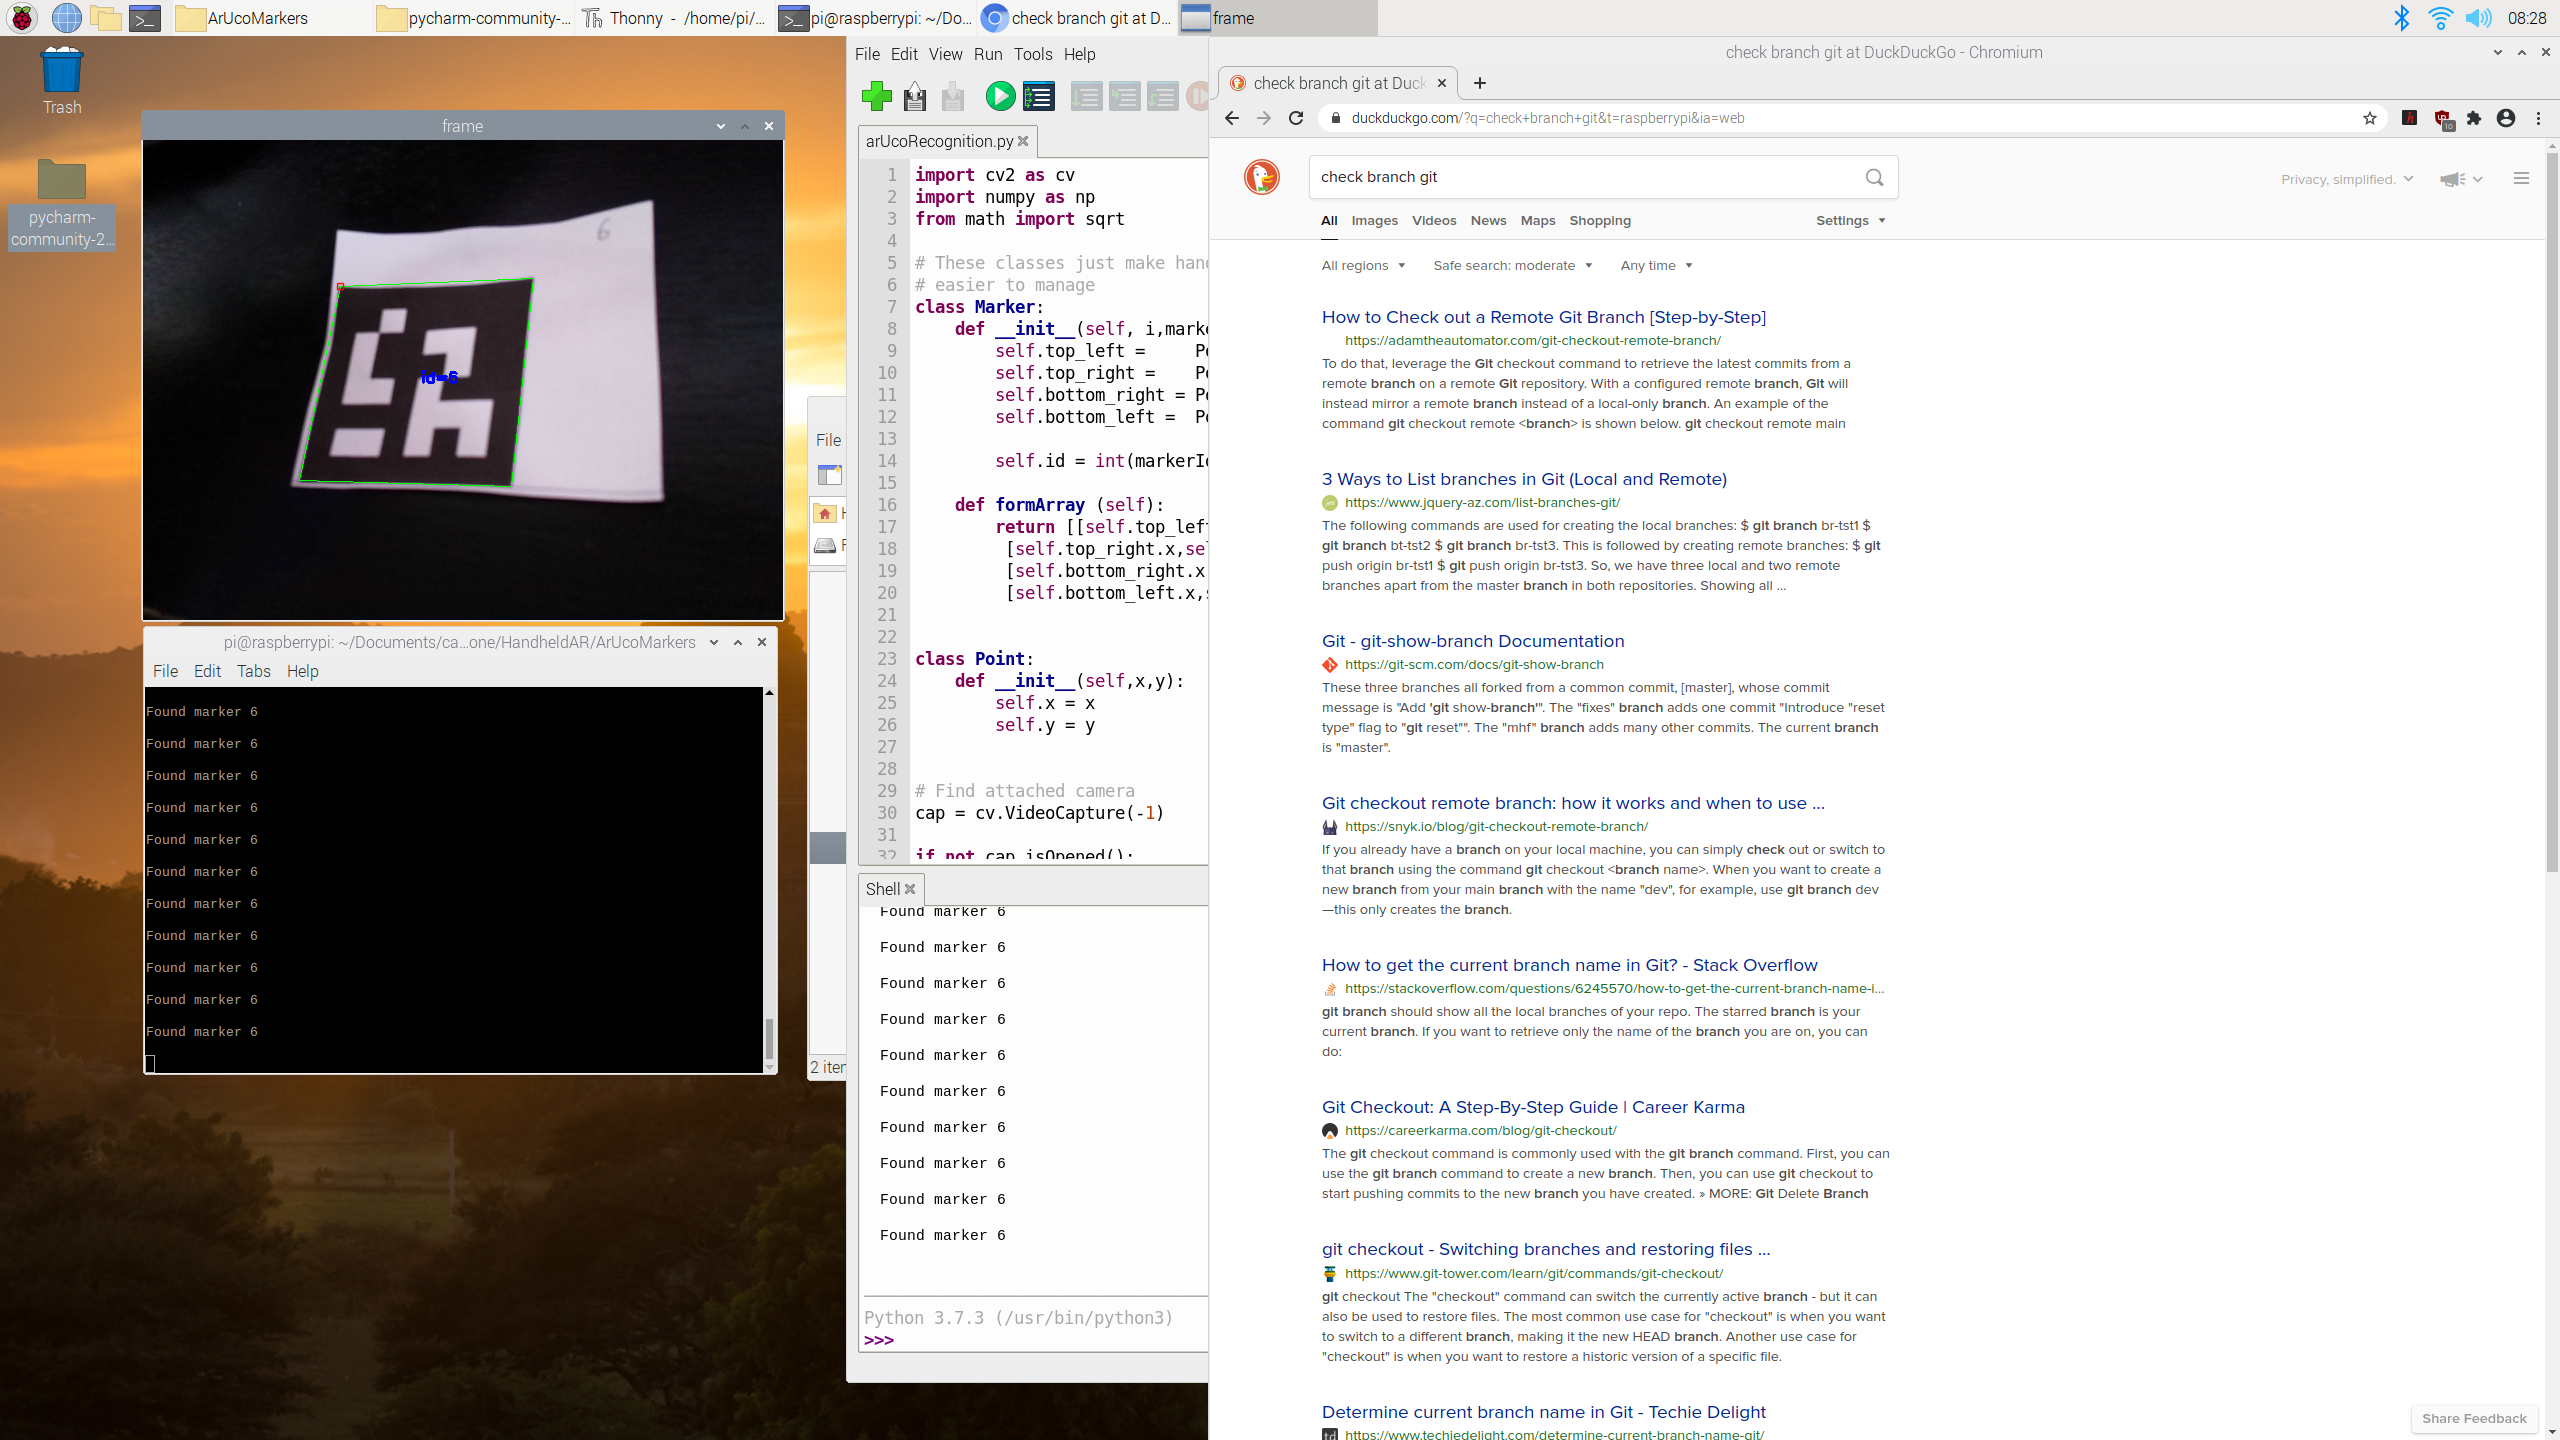 ArUcoMarkers
pycharm-community-...
Thonny - /home/pi/...
pi@raspberrypi: ~/Do...
check branch git at D...
frame
08:28
Trash
pycharm-
community-2...
frame
6
id=6
pi@raspberrypi: ~/Documents/ca...one/HandheldAR/ArUcoMarkers
File Edit Tabs Help
Found marker 6
Found marker 6
Found marker 6
Found marker 6
Found marker 6
Found marker 6
Found marker 6
Found marker 6
Found marker 6
Found marker 6
Found marker 6
File
2 iter
File Edit View Run Tools Help
arUcoRecognition.py
1 import cv2 as cv
2 import numpy as np
3 from math import sqrt
4
5 # These classes just make han
6 # easier to manage
7 class Marker:
8 def __init__(self, i,marke
9 self.top_left = Po
10 self.top_right = Po
11 self.bottom_right = Po
12 self.bottom_left = Po
13
14 self.id = int(markerId
15
16 def formArray (self):
17 return [[self.top_left
18 [self.top_right.x,sel
19 [self.bottom_right.x
20 [self.bottom_left.x,s
21
22
23 class Point:
24 def __init__(self,x,y):
25 self.x = x
26 self.y = y
27
28
29 # Find attached camera
30 cap = cv.VideoCapture(-1)
31
32 if not cap.isOpened():
Shell
Found marker 6
Found marker 6
Found marker 6
Found marker 6
Found marker 6
Found marker 6
Found marker 6
Found marker 6
Found marker 6
Found marker 6
Python 3.7.3 (/usr/bin/python3)
>>>
check branch git at DuckDuckGo - Chromium
check branch git at Duck
duckduckgo.com/?q=check+branch+git&t=raspberrypi&ia=web
10
check branch git
Privacy, simplified.
All Images Videos News Maps Shopping Settings
All regions Safe search: moderate Any time
How to Check out a Remote Git Branch [Step-by-Step]
https://adamtheautomator.com/git-checkout-remote-branch/
To do that, leverage the Git checkout command to retrieve the latest commits from a
remote branch on a remote Git repository. With a configured remote branch, Git will
instead mirror a remote branch instead of a local-only branch. An example of the
command git checkout remote <branch> is shown below. git checkout remote main
3 Ways to List branches in Git (Local and Remote)
https://www.jquery-az.com/list-branches-git/
The following commands are used for creating the local branches: $ git branch br-tst1 $
git branch bt-tst2 $ git branch br-tst3. This is followed by creating remote branches: $ git
push origin br-tst1 $ git push origin br-tst3. So, we have three local and two remote
branches apart from the master branch in both repositories. Showing all ...
Git - git-show-branch Documentation
https://git-scm.com/docs/git-show-branch
These three branches all forked from a common commit, [master], whose commit
message is "Add 'git show-branch'". The "fixes" branch adds one commit "Introduce "reset
type" flag to "git reset"". The "mhf" branch adds many other commits. The current branch
is "master".
Git checkout remote branch: how it works and when to use ...
https://snyk.io/blog/git-checkout-remote-branch/
If you already have a branch on your local machine, you can simply check out or switch to
that branch using the command git checkout <branch name>. When you want to create a
new branch from your main branch with the name "dev", for example, use git branch dev
—this only creates the branch.
How to get the current branch name in Git? - Stack Overflow
https://stackoverflow.com/questions/6245570/how-to-get-the-current-branch-name-i...
git branch should show all the local branches of your repo. The starred branch is your
current branch. If you want to retrieve only the name of the branch you are on, you can
do:
Git Checkout: A Step-By-Step Guide | Career Karma
https://careerkarma.com/blog/git-checkout/
The git checkout command is commonly used with the git branch command. First, you can
use the git branch command to create a new branch. Then, you can use git checkout to
start pushing commits to the new branch you have created. » MORE: Git Delete Branch
git checkout - Switching branches and restoring files ...
https://www.git-tower.com/learn/git/commands/git-checkout/
git checkout The "checkout" command can switch the currently active branch - but it can
also be used to restore files. The most common use case for "checkout" is when you want
to switch to a different branch, making it the new HEAD branch. Another use case for
"checkout" is when you want to restore a historic version of a specific file.
Determine current branch name in Git - Techie Delight
td https://www.techiedelight.com/determine-current-branch-name-git/
Share Feedback